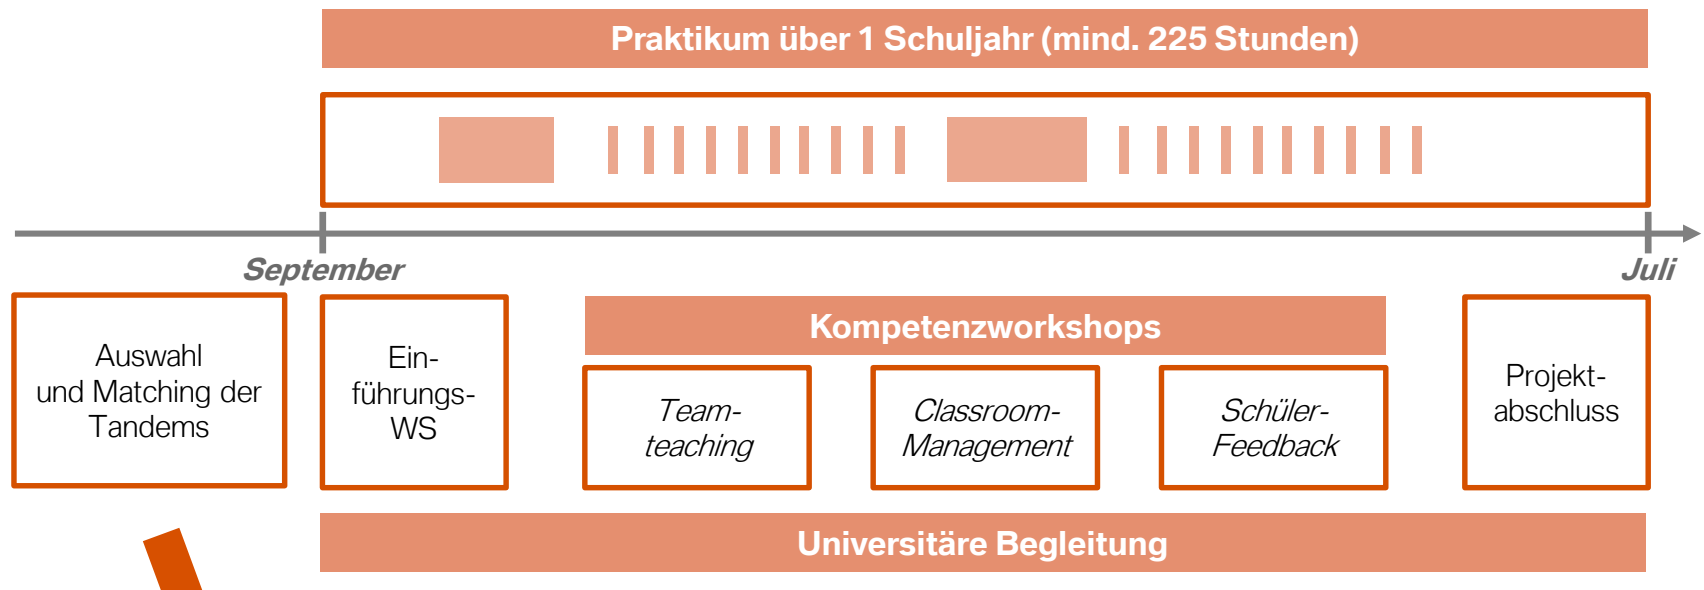 Praktikum über 1 Schuljahr (mind. 225 Stunden)
September
Juli
Auswahl
und Matching der
Tandems
Ein-
führungs-
WS
Kompetenzworkshops
Team-
teaching
Classroom-
Management
Schüler-
Feedback
Projekt-
abschluss
Universitäre Begleitung